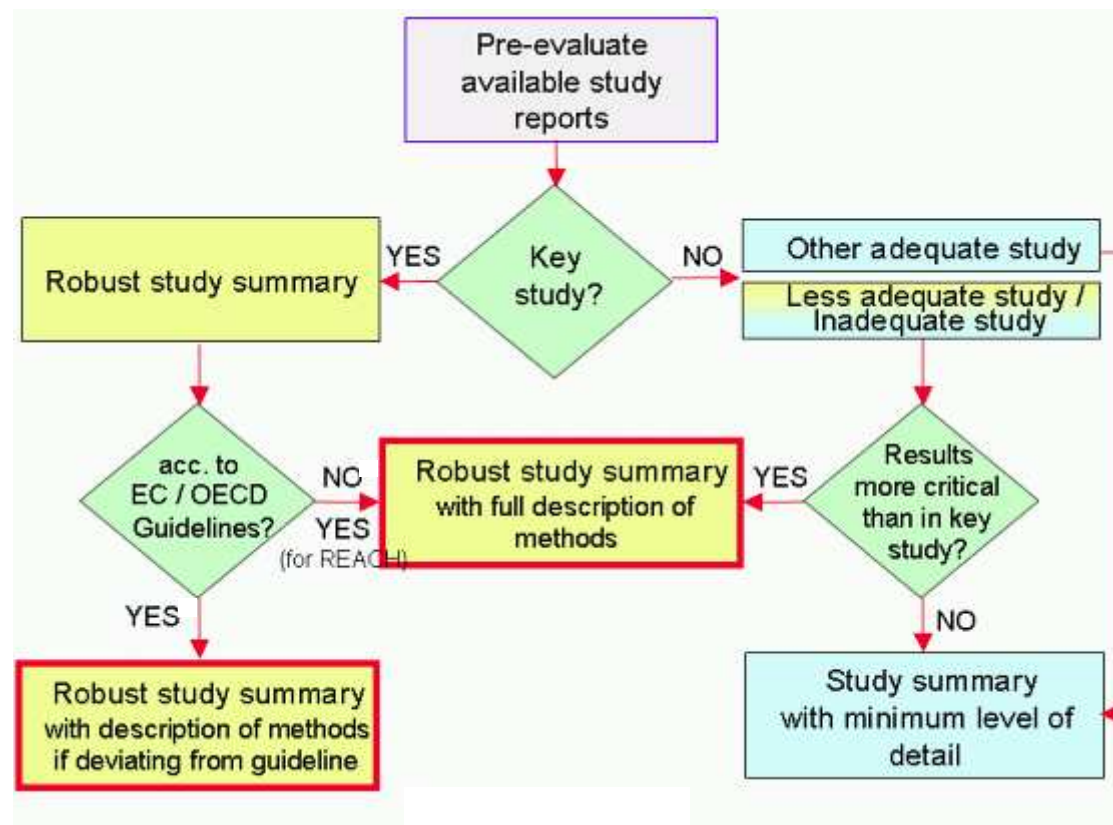 Pre-evaluate
available study
reports
YES
Key
study?
NO
Robust study summary
Other adequate study
Less adequate study /
Inadequate study
acc. to
EC / OECD
Guidelines?
NO
YES
(for REACH)
Robust study summary
with full description of
methods
YES
Results
more critical
than in key
study?
YES
NO
Robust study summary
with description of methods
if deviating from guideline
Study summary
with minimum level of
detail